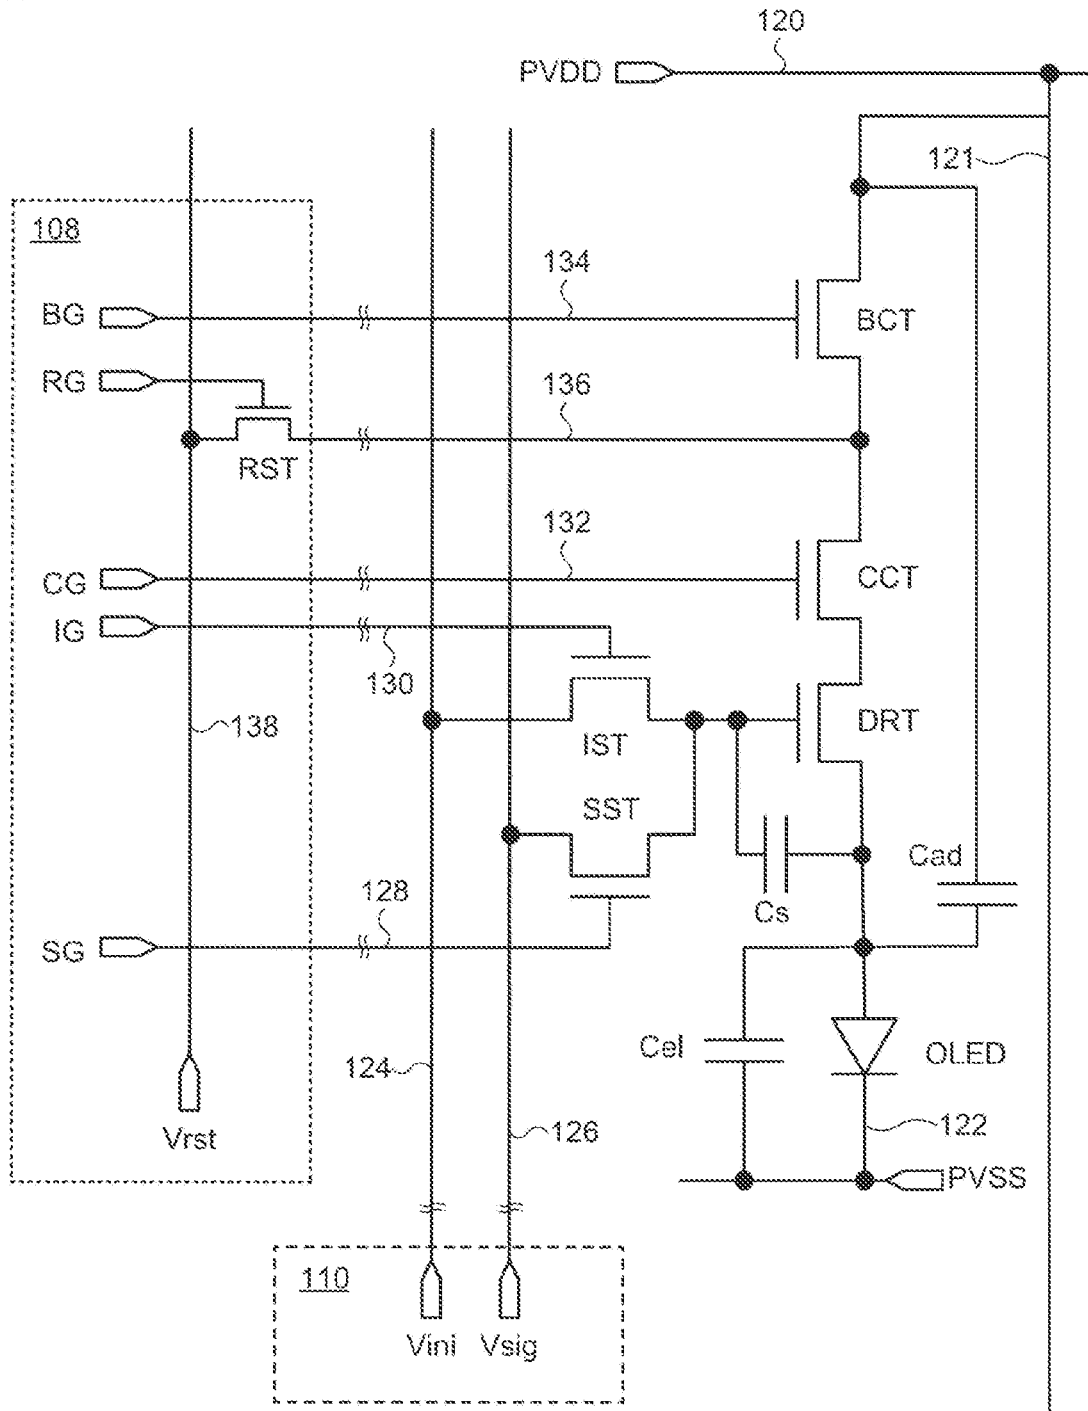 120
PVDD
121
108
134
BG
BCT
RG
136
RST
132
CG
CCT
IG
130
138
DRT
IST
SST
Cad
Cs
128
SG
Cel
OLED
124
122
126
Vrst
PVSS
110
Vini
Vsig